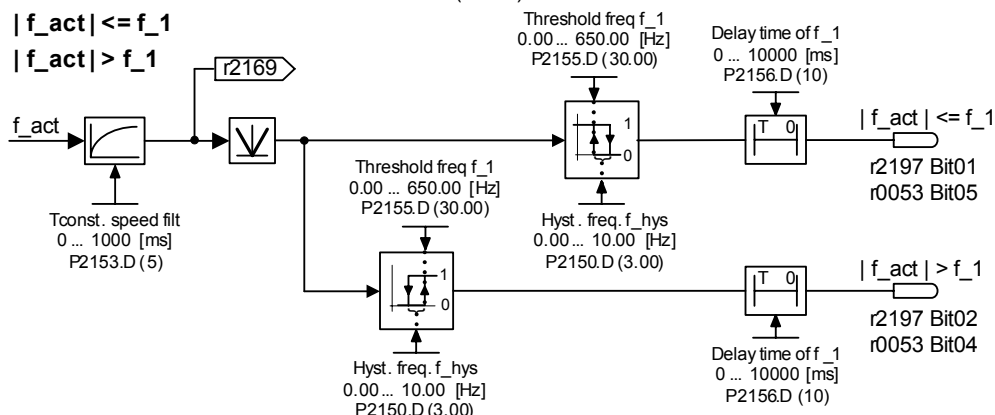 | f_act | <= f_1
| f_act | > f_1
r2169
f_act
Tconst. speed filt
0 ... 1000 [ms]
P2153.D (5)
Threshold freq f_1
0.00 ... 650.00 [Hz]
P2155.D (30.00)
1
0
Hyst. freq. f_hys
0.00 ... 10.00 [Hz]
P2150.D (3.00)
Delay time of f_1
0 ... 10000 [ms]
P2156.D (10)
T 0
| f_act | <= f_1
r2197 Bit01
r0053 Bit05
Threshold freq f_1
0.00 ... 650.00 [Hz]
P2155.D (30.00)
1
0
Hyst. freq. f_hys
0.00 ... 10.00 [Hz]
P2150.D (3.00)
T 0
Delay time of f_1
0 ... 10000 [ms]
P2156.D (10)
| f_act | > f_1
r2197 Bit02
r0053 Bit04